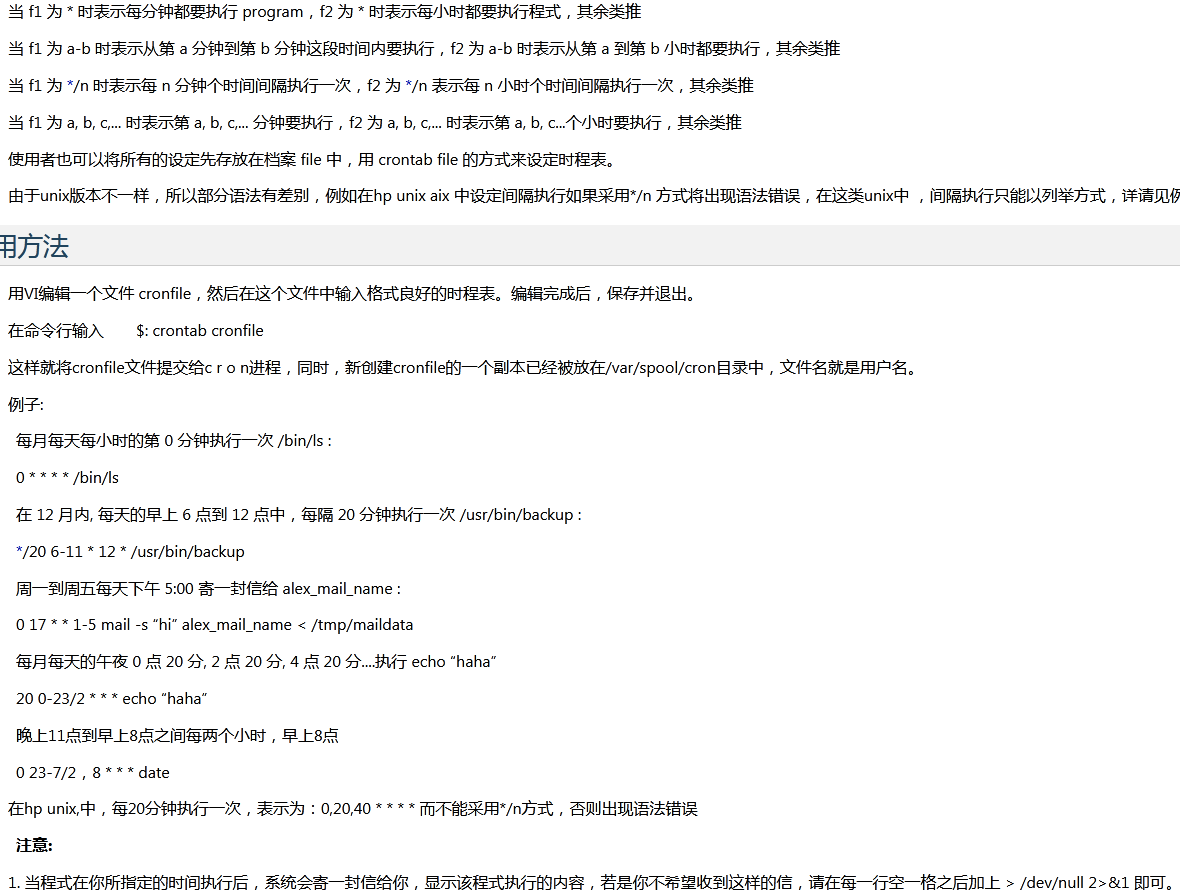 当 f1 为 * 时表示每分钟都要执行 program，f2 为 * 时表示每小时都要执行程式，其余类推
当 f1 为 a-b 时表示从第 a 分钟到第 b 分钟这段时间内要执行，f2 为 a-b 时表示从第 a 到第 b 小时都要执行，其余类推
当 f1 为 */n 时表示每 n 分钟个时间间隔执行一次，f2 为 */n 表示每 n 小时个时间间隔执行一次，其余类推
当 f1 为 a, b, c,... 时表示第 a, b, c,... 分钟要执行，f2 为 a, b, c,... 时表示第 a, b, c...个小时要执行，其余类推
使用者也可以将所有的设定先存放在档案 file 中，用 crontab file 的方式来设定时程表。
由于unix版本不一样，所以部分语法有差别，例如在hp unix aix 中设定间隔执行如果采用*/n 方式将出现语法错误，在这类unix中 ，间隔执行只能以列举方式，详请见例
用方法
用VI编辑一个文件 cronfile，然后在这个文件中输入格式良好的时程表。编辑完成后，保存并退出。
在命令行输入 $: crontab cronfile
这样就将cronfile文件提交给c r o n进程，同时，新创建cronfile的一个副本已经被放在/var/spool/cron目录中，文件名就是用户名。
例子:
每月每天每小时的第 0 分钟执行一次 /bin/ls :
0 * * * * /bin/ls
在 12 月内, 每天的早上 6 点到 12 点中，每隔 20 分钟执行一次 /usr/bin/backup :
*/20 6-11 * 12 * /usr/bin/backup
周一到周五每天下午 5:00 寄一封信给 alex_mail_name :
0 17 * * 1-5 mail -s “hi” alex_mail_name < /tmp/maildata
每月每天的午夜 0 点 20 分, 2 点 20 分, 4 点 20 分....执行 echo “haha”
20 0-23/2 * * * echo “haha”
晚上11点到早上8点之间每两个小时，早上8点
0 23-7/2，8 * * * date
在hp unix,中，每20分钟执行一次，表示为：0,20,40 * * * * 而不能采用*/n方式，否则出现语法错误
注意:
1. 当程式在你所指定的时间执行后，系统会寄一封信给你，显示该程式执行的内容，若是你不希望收到这样的信，请在每一行空一格之后加上 > /dev/null 2>&1 即可。